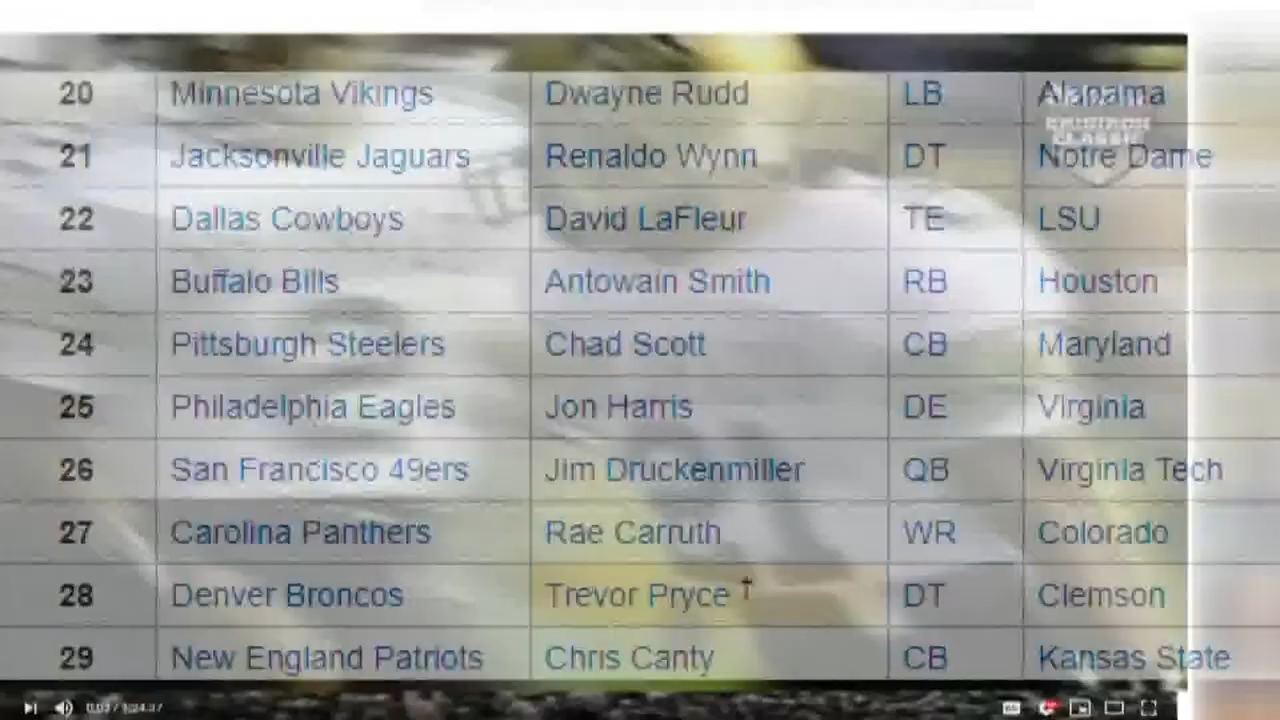 20 Minnesota Vikings Dwayne Rudd LB Alabama
21 Jacksonville Jaguars Renaldo Wynn DT Notre Dame
22 Dallas Cowboys David LaFleur TE LSU
23 Buffalo Bills Antowain Smith RB Houston
24 Pittsburgh Steelers Chad Scott CB Maryland
25 Philadelphia Eagles Jon Harris DE Virginia
26 San Francisco 49ers Jim Druckenmiller QB Virginia Tech
27 Carolina Panthers Rae Carruth WR Colorado
28 Denver Broncos Trevor Pryce † DT Clemson
29 New England Patriots Chris Canty CB Kansas State